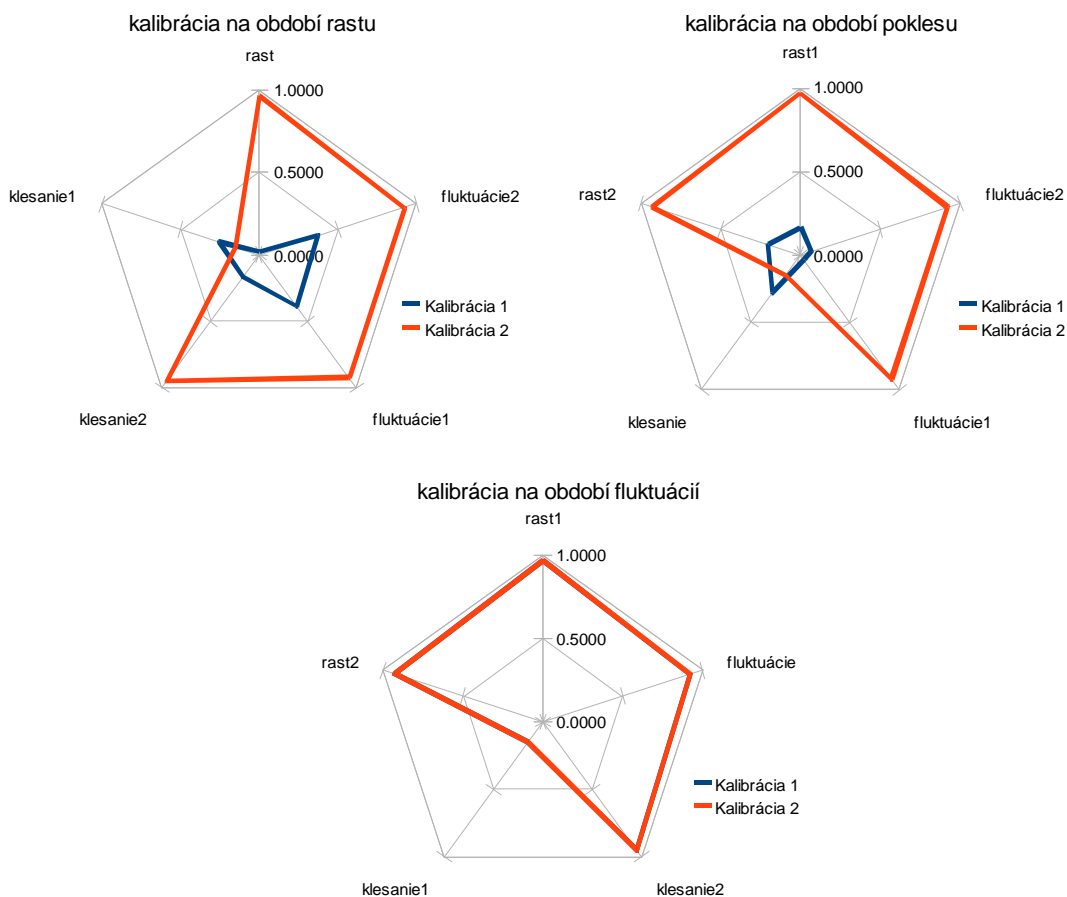 kalibrácia na období rastu
rast
1.0000
0.5000
0.0000
fluktuácie2
klesanie1
Kalibrácia 1
Kalibrácia 2
klesanie2
fluktuácie1
kalibrácia na období poklesu
rast1
1.0000
0.5000
0.0000
fluktuácie2
rast2
Kalibrácia 1
Kalibrácia 2
klesanie
fluktuácie1
kalibrácia na období fluktuácií
rast1
1.0000
0.5000
0.0000
fluktuácie
rast2
Kalibrácia 1
Kalibrácia 2
klesanie1
klesanie2